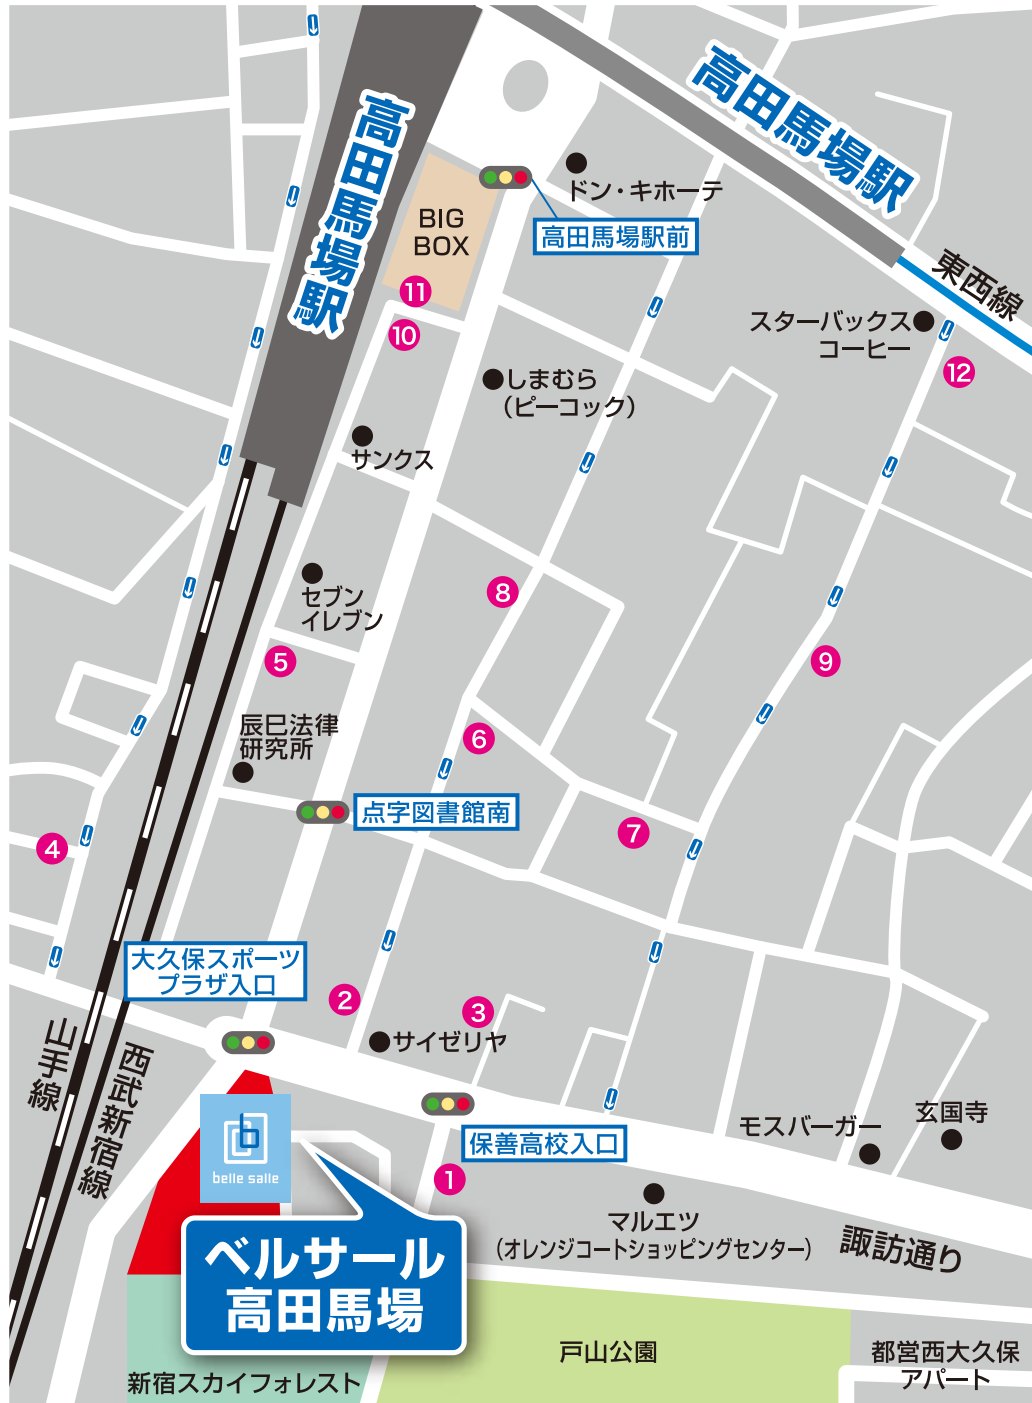 高田馬場駅
高田馬場駅
ドン・キホーテ
BIG
BOX
高田馬場駅前
東西線
11
スターバックス
コーヒー
10
12
しまむら
（ピーコック）
サンクス
セブン
イレブン
8
5
9
辰巳法律
研究所
6
点字図書館南
7
4
大久保スポーツ
プラザ入口
2
3
サイゼリヤ
山手線
西武新宿線
保善高校入口
モスバーガー
玄国寺
belle salle
1
マルエツ
（オレンジコートショッピングセンター）
諏訪通り
ベルサール
高田馬場
戸山公園
都営西大久保
アパート
新宿スカイフォレスト